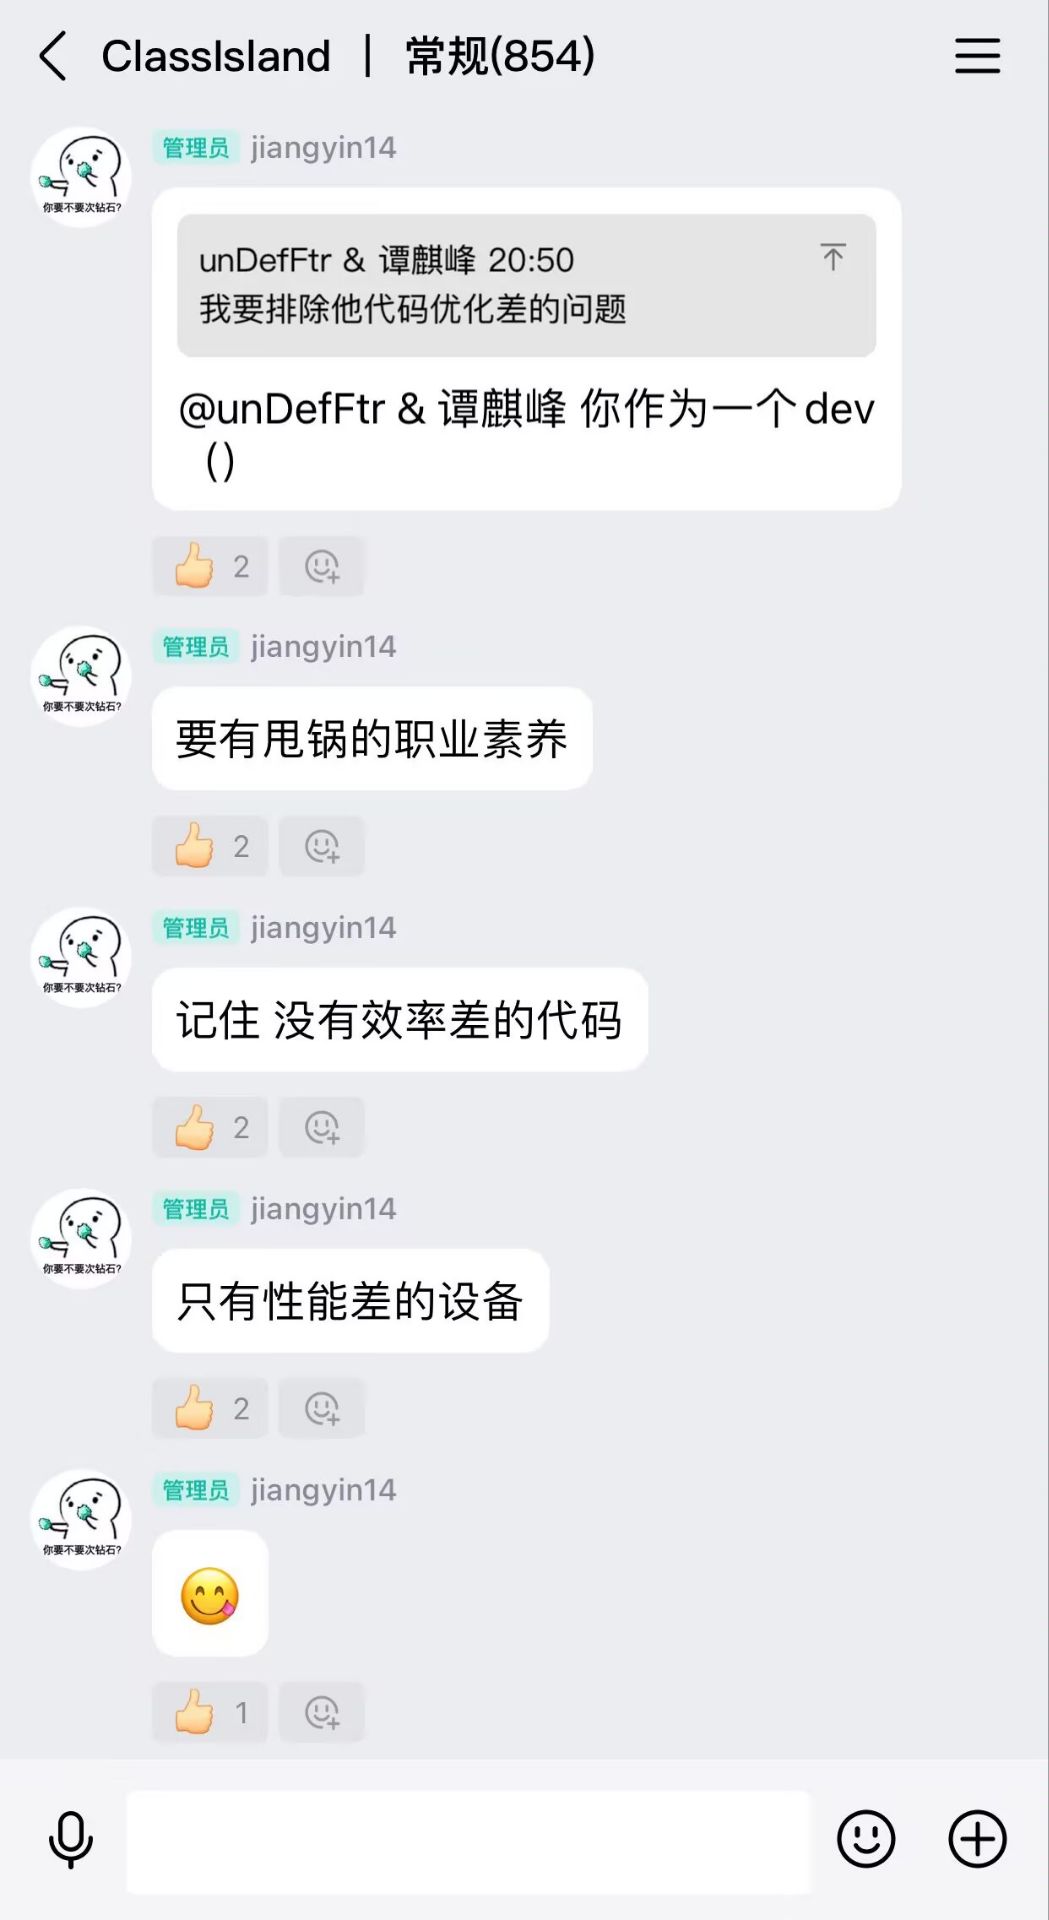 ClassIsland | 常规(854)
管理员 jiangyin14
你要不要次钻石?
unDefFtr & 谭麒峰 20:50
我要排除他代码优化差的问题
@unDefFtr & 谭麒峰 你作为一个dev
()
👍 2
管理员 jiangyin14
你要不要次钻石?
要有甩锅的职业素养
👍 2
管理员 jiangyin14
你要不要次钻石?
记住 没有效率差的代码
👍 2
管理员 jiangyin14
你要不要次钻石?
只有性能差的设备
👍 2
管理员 jiangyin14
你要不要次钻石?
😋
👍 1